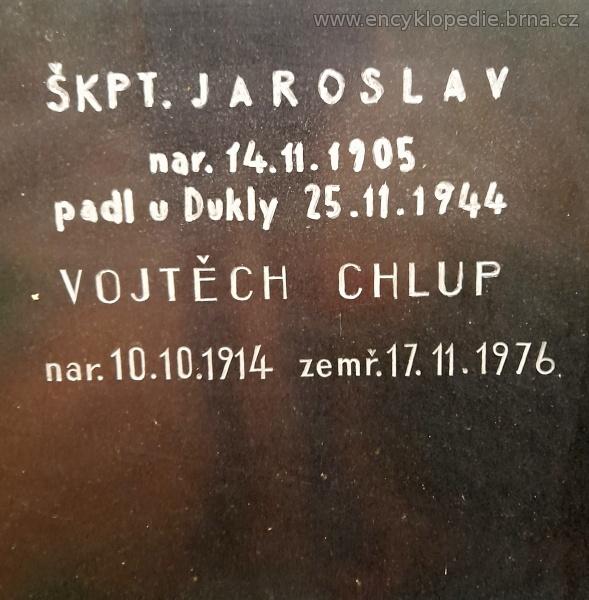 www.encyklopedie.brna.cz
ŠKPT. JAROSLAV
nar. 14.11.1905
padl u Dukly 25.11.1944
VOJTĚCH CHLUP
nar. 10.10.1914 zemř. 17.11.1976.